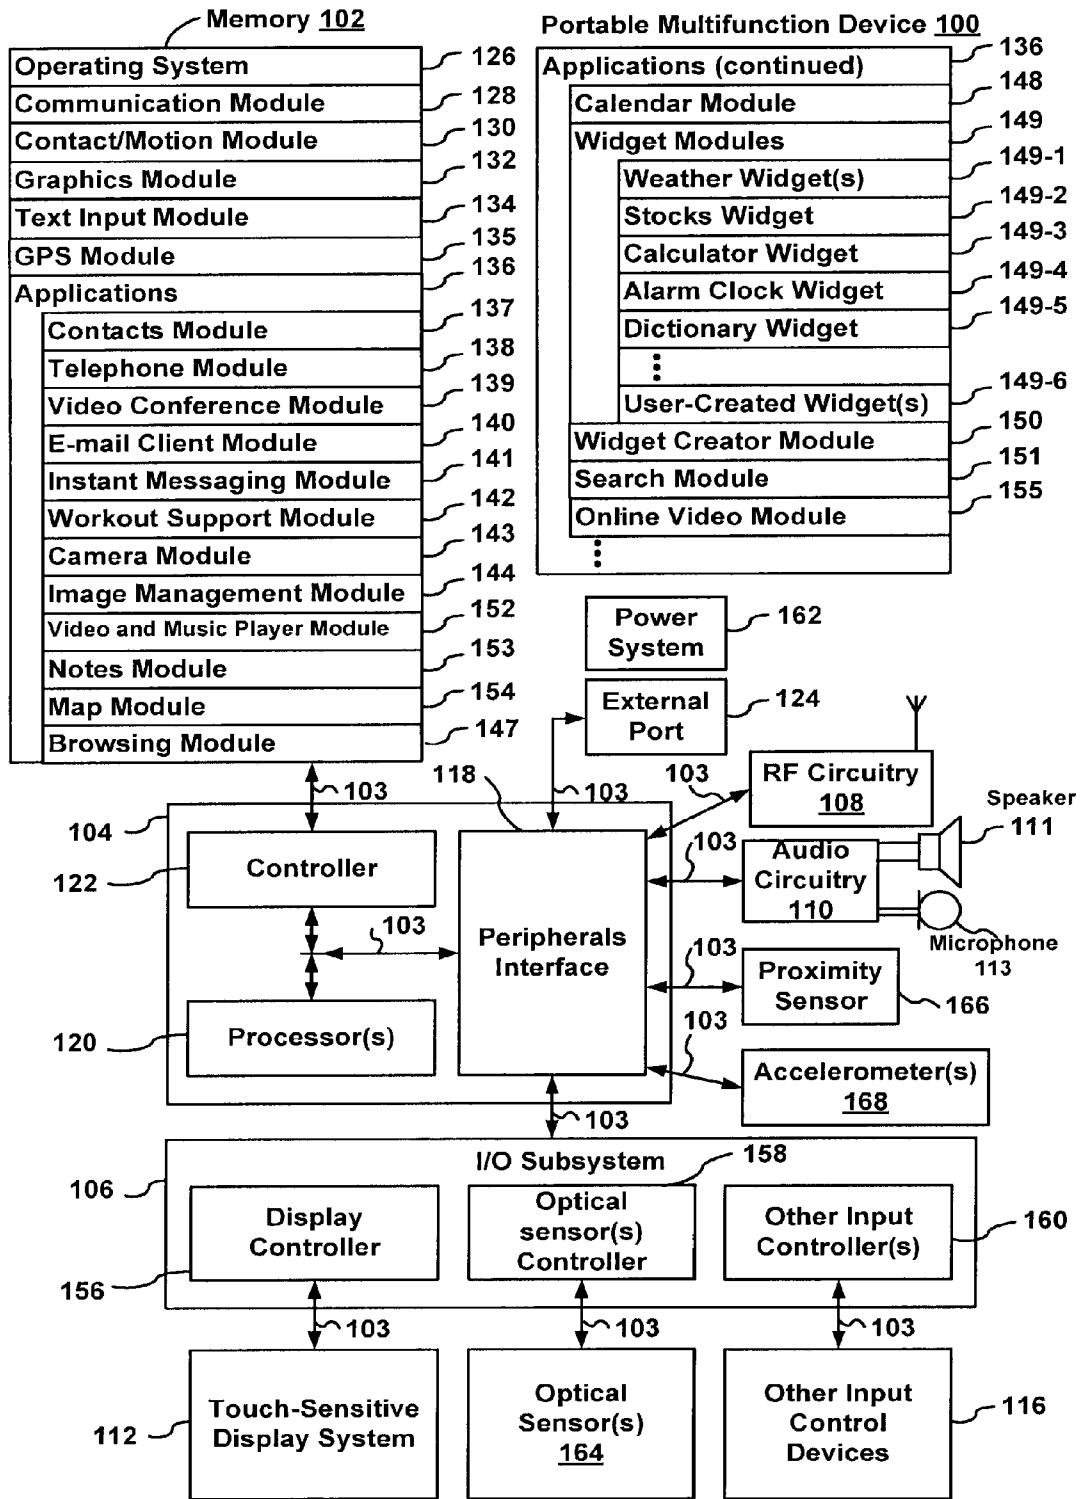 Memory 102
Operating System 126
Communication Module 128
Contact/Motion Module 130
Graphics Module 132
Text Input Module 134
GPS Module 135
Applications 136
Contacts Module 137
Telephone Module 138
Video Conference Module 139
E-mail Client Module 140
Instant Messaging Module 141
Workout Support Module 142
Camera Module 143
Image Management Module 144
Video and Music Player Module 152
Notes Module 153
Map Module 154
Browsing Module 147
Portable Multifunction Device 100
Applications (continued) 136
Calendar Module 148
Widget Modules 149
Weather Widget(s) 149-1
Stocks Widget 149-2
Calculator Widget 149-3
Alarm Clock Widget 149-4
Dictionary Widget 149-5
User-Created Widget(s) 149-6
Widget Creator Module 150
Search Module 151
Online Video Module 155
Power
System
162
External
Port
124
103
103
118
103
RF Circuitry
108
Speaker
111
104
Controller
122
103
Audio
Circuitry
110
Microphone
113
103
Peripherals
Interface
103
Proximity
Sensor
166
Processor(s)
120
103
Accelerometer(s)
168
103
I/O Subsystem
106
158
Display
Controller
156
Optical
sensor(s)
Controller
Other Input
Controller(s)
160
103
103
103
Touch-Sensitive
Display System
112
Optical
Sensor(s)
164
Other Input
Control
Devices
116